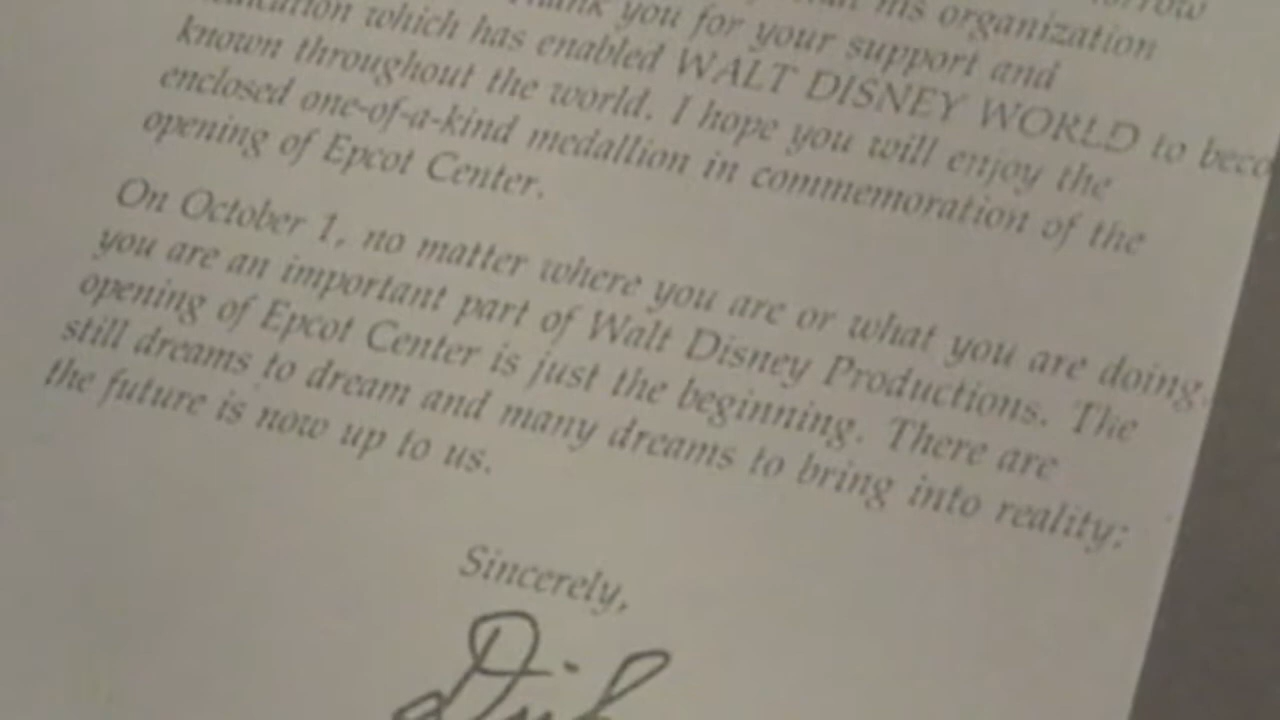 his organization
you for your support and
which has enabled WALT DISNEY WORLD to beco
known throughout the world. I hope you will enjoy the
enclosed one-of-a-kind medallion in commemoration of the
opening of Epcot Center.
On October 1, no matter where you are or what you are doing,
you are an important part of Walt Disney Productions. The
opening of Epcot Center is just the beginning. There are
still dreams to dream and many dreams to bring into reality;
the future is now up to us.
Sincerely,